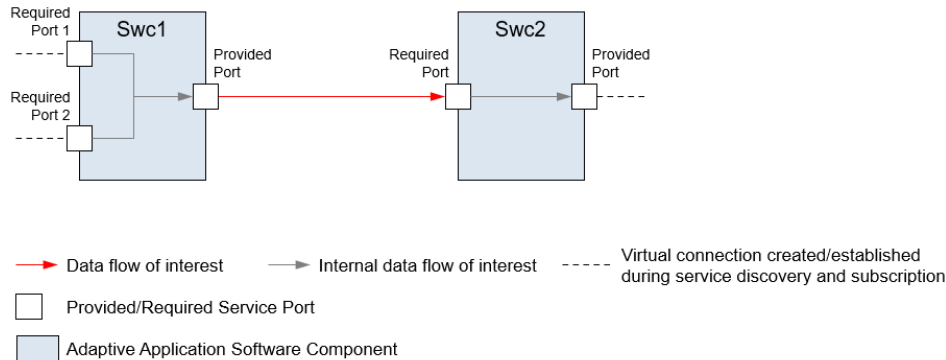 Required
Port 1
Swc1
Provided
Port
Required
Port 2
Required
Port
Swc2
Provided
Port
Data flow of interest
Internal data flow of interest
Virtual connection created/established
during service discovery and subscription
Provided/Required Service Port
Adaptive Application Software Component